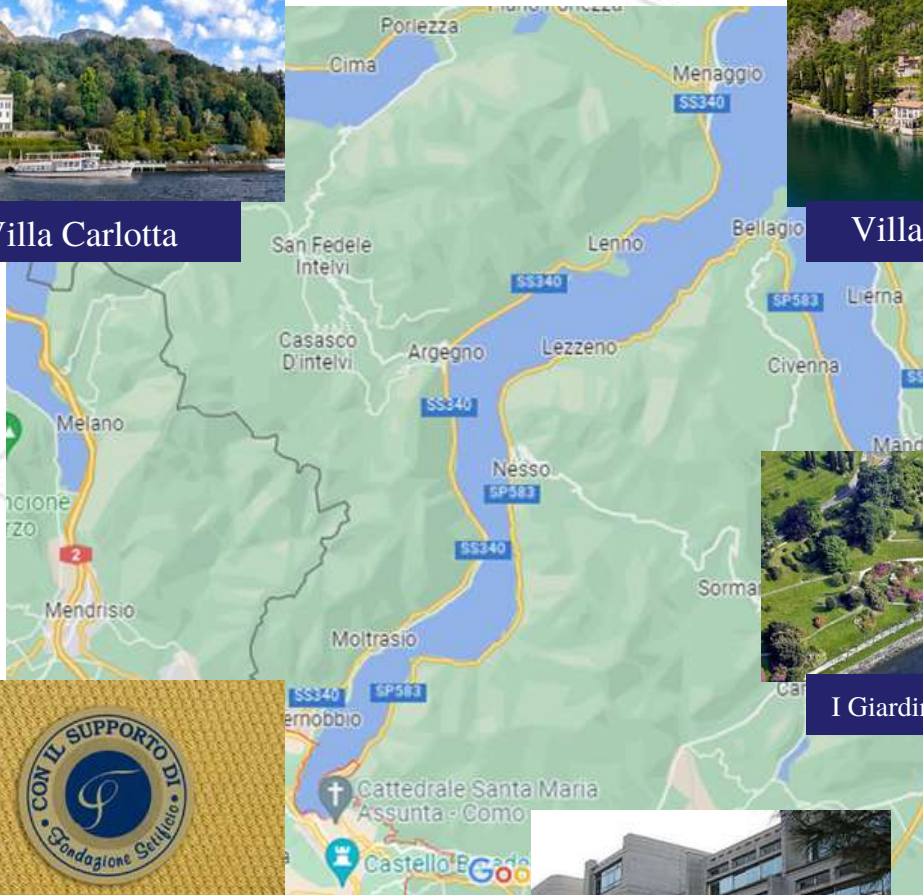 Porlezza
Cima
Menaggio
SS340
Villa Carlotta
San Fedele
Intelvi
Lenno
Bellagio
Villa
SS340
SP583
Lierna
Casasco
D'intelvi
Argegno
Lezzeno
Civenna
SS340
Melano
Nesso
SP583
2
SS340
Mendrisio
Moltrasio
SS340
SP583
CON IL SUPPORTO DI
Fondazione Setificio
Cattedrale Santa Maria
Assunta - Como
Castello